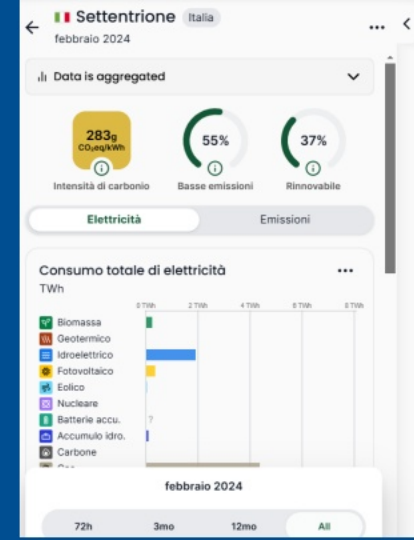 Settentrione Italia
febbraio 2024
Data is aggregated
283g
CO₂eq/kWh
55%
37%
Intensità di carbonio
Basse emissioni
Rinnovabile
Elettricità
Emissioni
Consumo totale di elettricità
TWh
0 TWh 2 TWh 4 TWh 6 TWh 8 TWh
Biomassa
Geotermico
Idroelettrico
Fotovoltaico
Eolico
Nucleare
Batterie accu. ?
Accumulo idro.
Carbone
febbraio 2024
72h 3mo 12mo All